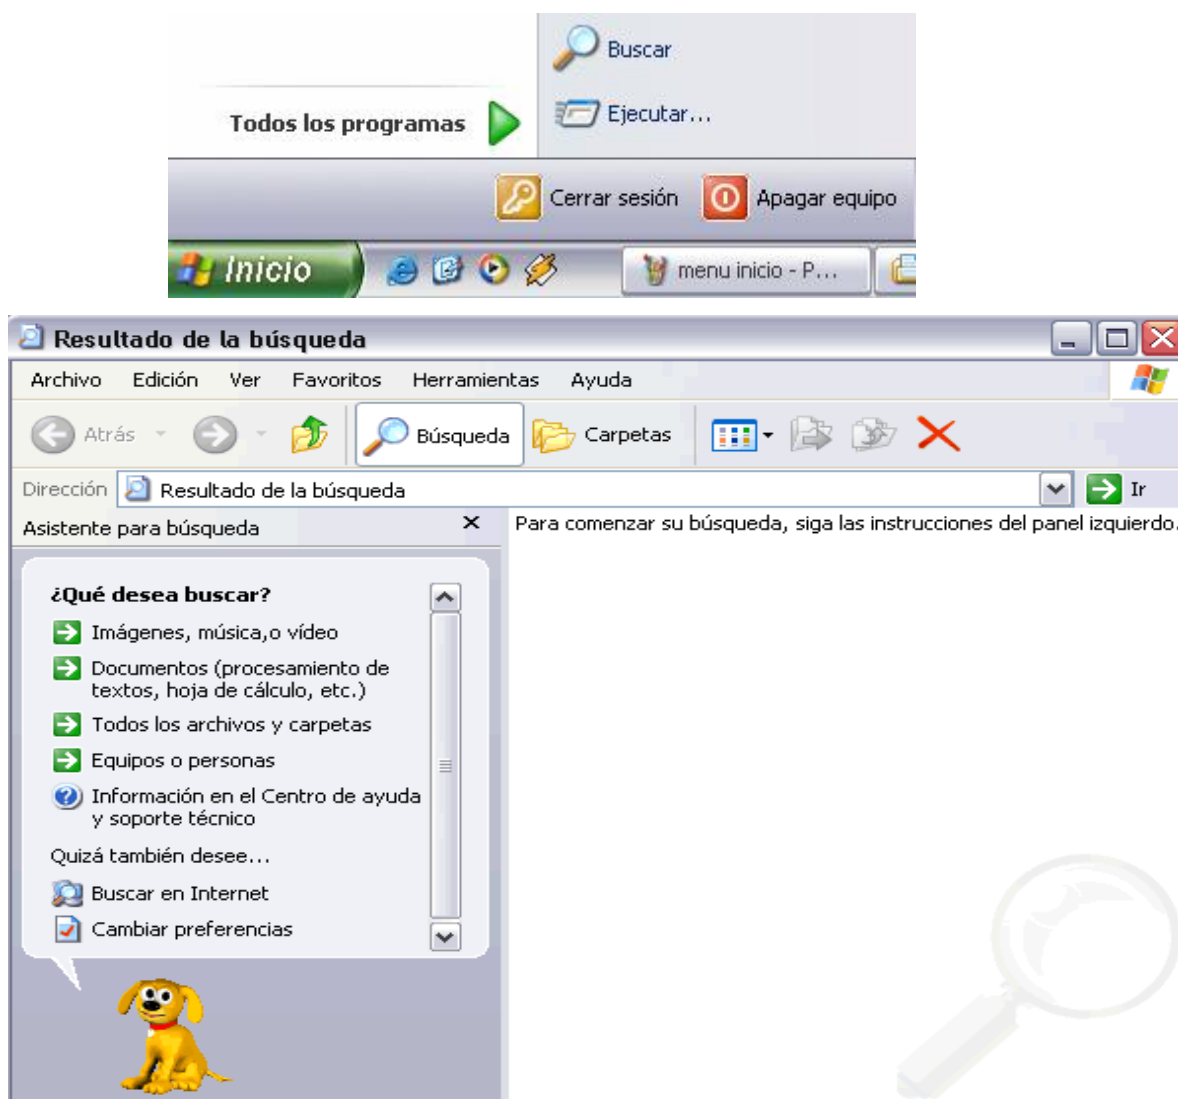 Buscar
Todos los programas
Ejecutar...
Cerrar sesión
Apagar equipo
Inicio
menu inicio - P...
Resultado de la búsqueda
Archivo Edición Ver Favoritos Herramientas Ayuda
Atrás
Búsqueda
Carpetas
Dirección
Resultado de la búsqueda
Ir
Asistente para búsqueda
Para comenzar su búsqueda, siga las instrucciones del panel izquierdo.
¿Qué desea buscar?
Imágenes, música,o vídeo
Documentos (procesamiento de
textos, hoja de cálculo, etc.)
Todos los archivos y carpetas
Equipos o personas
Información en el Centro de ayuda
y soporte técnico
Quizá también desee...
Buscar en Internet
Cambiar preferencias